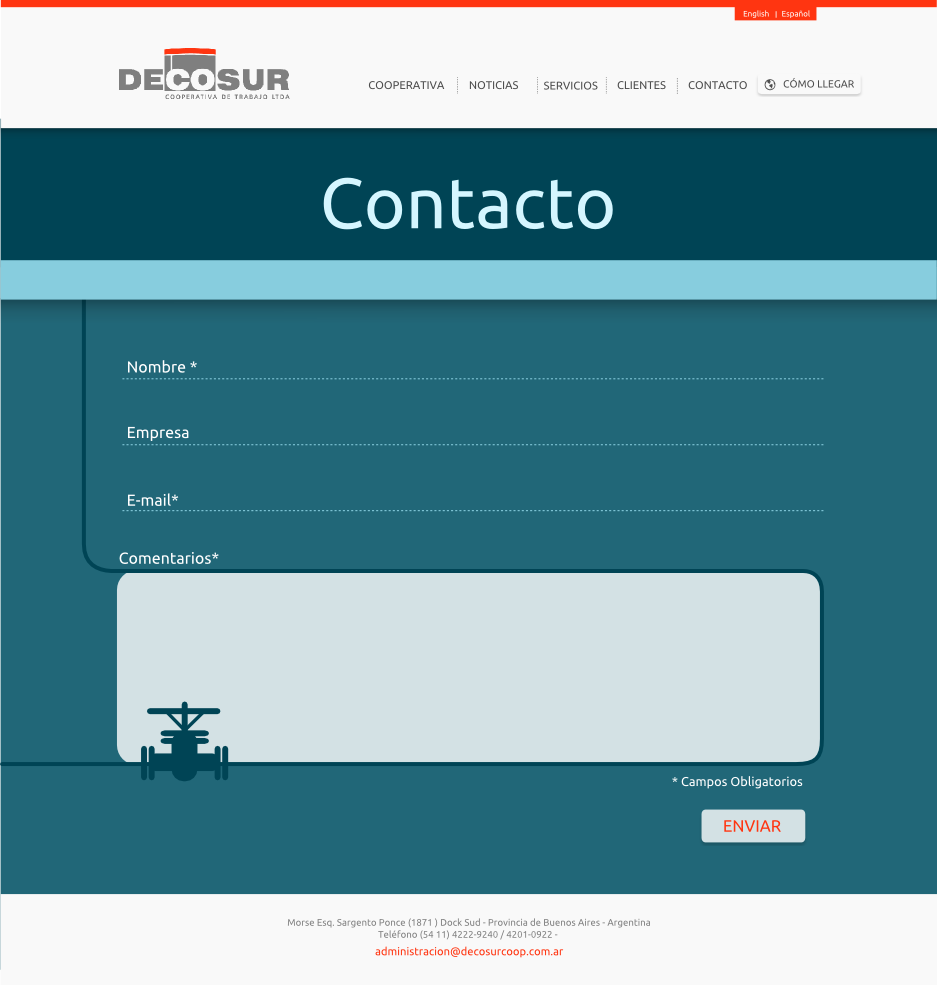 English | Español
DECOSUR
COOPERATIVA DE TRABAJO LTDA
COOPERATIVA NOTICIAS SERVICIOS CLIENTES CONTACTO CÓMO LLEGAR
Contacto
Nombre *
Empresa
E-mail*
Comentarios*
* Campos Obligatorios
ENVIAR
Morse Esq. Sargento Ponce (1871 ) Dock Sud - Provincia de Buenos Aires - Argentina
Teléfono (54 11) 4222-9240 / 4201-0922 -
administracion@decosurcoop.com.ar